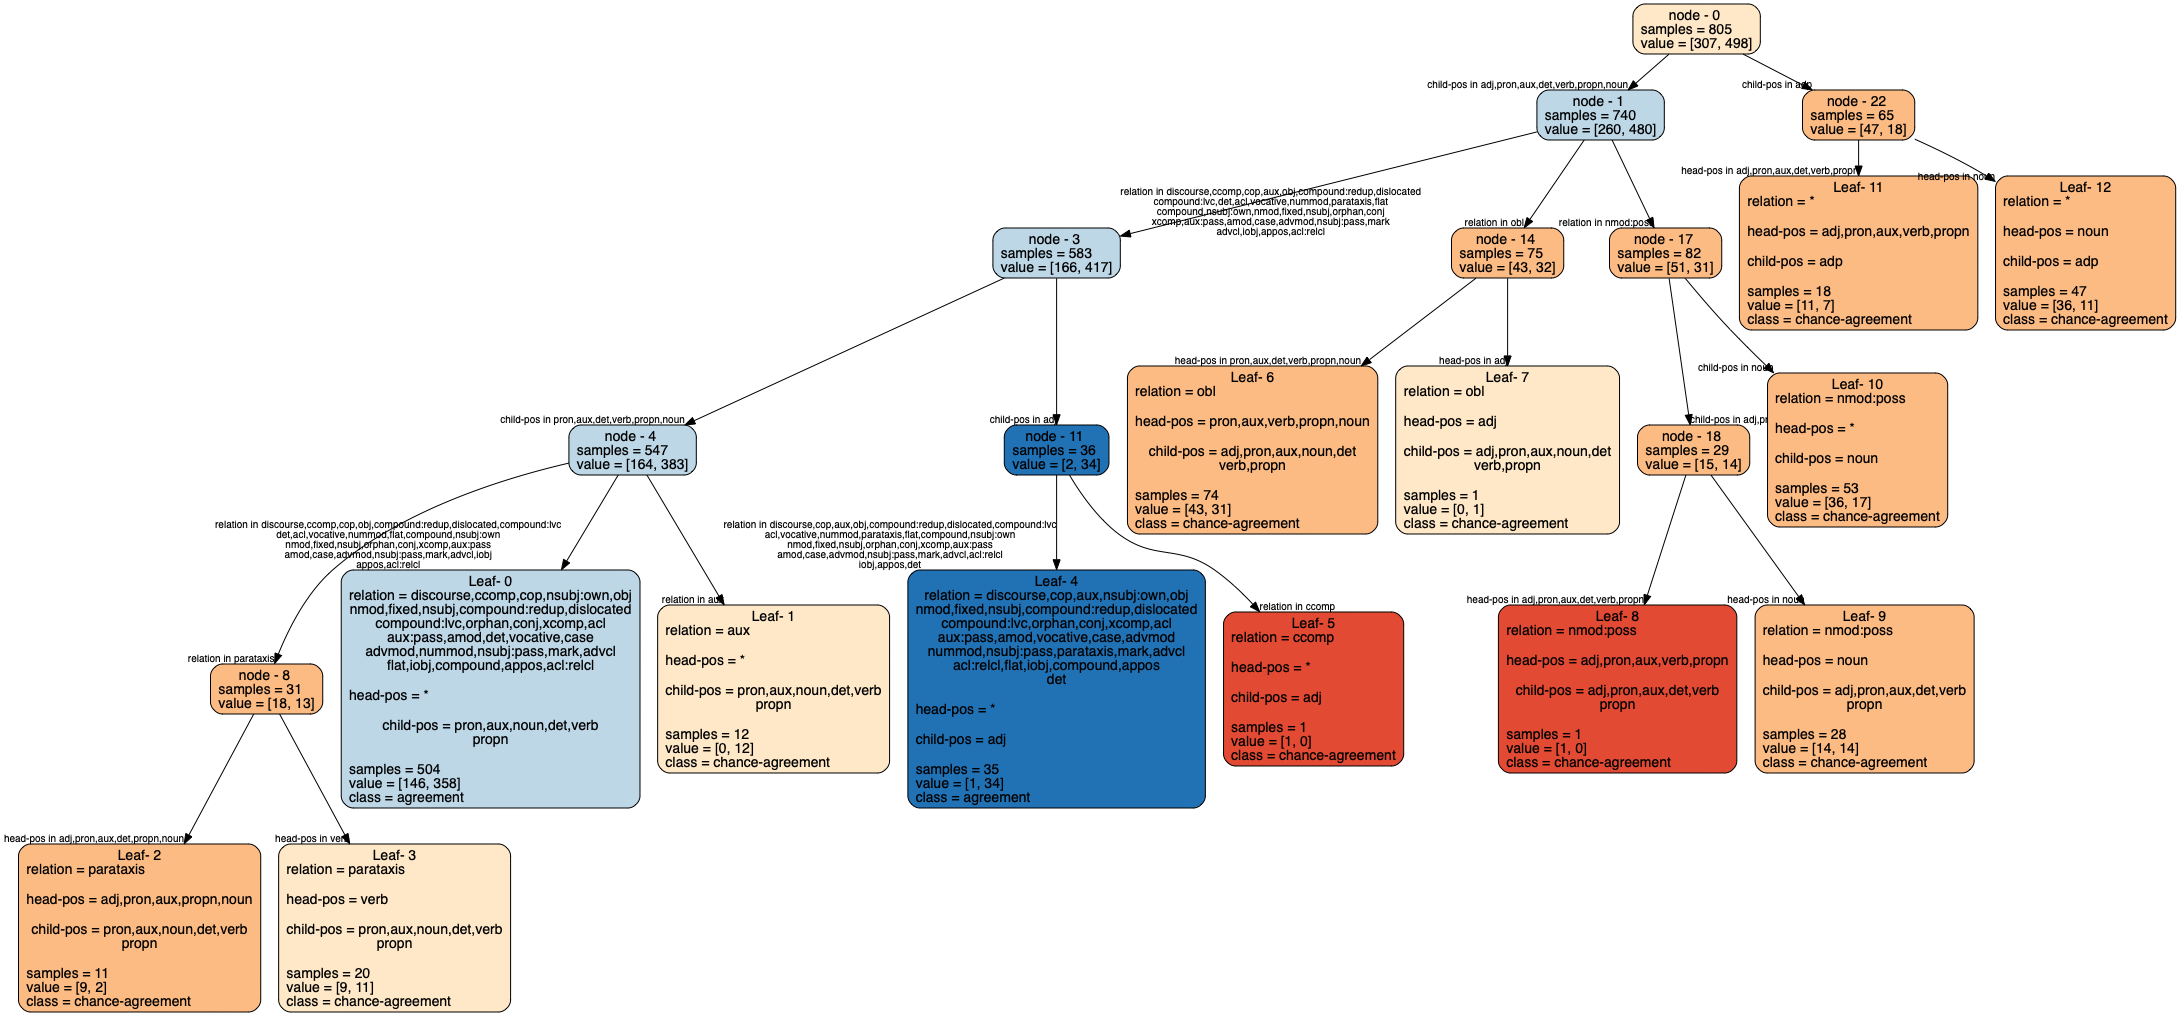 node - 0
samples = 805
value = [307, 498]
child-pos in adj,pron,aux,det,verb,propn,noun
child-pos in adp
node - 1
samples = 740
value = [260, 480]
node - 22
samples = 65
value = [47, 18]
relation in discourse,ccomp,cop,aux,obj,compound:redup,dislocated
compound:lvc,det,acl,vocative,nummod,parataxis,flat
compound,nsubj:own,nmod,fixed,nsubj,orphan,conj
xcomp,aux:pass,amod,case,advmod,nsubj:pass,mark
advcl,iobj,appos,acl:relcl
relation in obl
relation in nmod:poss
head-pos in adj,pron,aux,det,verb,propn
head-pos in noun
node - 3
samples = 583
value = [166, 417]
node - 14
samples = 75
value = [43, 32]
node - 17
samples = 82
value = [51, 31]
Leaf- 11
relation = *
head-pos = adj,pron,aux,verb,propn
child-pos = adp
samples = 18
value = [11, 7]
class = chance-agreement
Leaf- 12
relation = *
head-pos = noun
child-pos = adp
samples = 47
value = [36, 11]
class = chance-agreement
child-pos in pron,aux,det,verb,propn,noun
child-pos in adj
head-pos in pron,aux,det,verb,propn,noun
head-pos in adj
child-pos in adj,pr
child-pos in noun
node - 4
samples = 547
value = [164, 383]
node - 11
samples = 36
value = [2, 34]
Leaf- 6
relation = obl
head-pos = pron,aux,verb,propn,noun
child-pos = adj,pron,aux,noun,det
verb,propn
samples = 74
value = [43, 31]
class = chance-agreement
Leaf- 7
relation = obl
head-pos = adj
child-pos = adj,pron,aux,noun,det
verb,propn
samples = 1
value = [0, 1]
class = chance-agreement
node - 18
samples = 29
value = [15, 14]
Leaf- 10
relation = nmod:poss
head-pos = *
child-pos = noun
samples = 53
value = [36, 17]
class = chance-agreement
relation in parataxis
relation in discourse,ccomp,cop,obj,compound:redup,dislocated,compound:lvc
det,acl,vocative,nummod,flat,compound,nsubj:own
nmod,fixed,nsubj,orphan,conj,xcomp,aux:pass
amod,case,advmod,nsubj:pass,mark,advcl,iobj
appos,acl:relcl
relation in aux
relation in discourse,cop,aux,obj,compound:redup,dislocated,compound:lvc
acl,vocative,nummod,parataxis,flat,compound,nsubj:own
nmod,fixed,nsubj,orphan,conj,xcomp,aux:pass
amod,case,advmod,nsubj:pass,mark,advcl,acl:relcl
iobj,appos,det
relation in ccomp
head-pos in adj,pron,aux,det,verb,propn
head-pos in noun
node - 8
samples = 31
value = [18, 13]
Leaf- 0
relation = discourse,ccomp,cop,nsubj:own,obj
nmod,fixed,nsubj,compound:redup,dislocated
compound:lvc,orphan,conj,xcomp,acl
aux:pass,amod,det,vocative,case
advmod,nummod,nsubj:pass,mark,advcl
flat,iobj,compound,appos,acl:relcl
head-pos = *
child-pos = pron,aux,noun,det,verb
propn
samples = 504
value = [146, 358]
class = agreement
Leaf- 1
relation = aux
head-pos = *
child-pos = pron,aux,noun,det,verb
propn
samples = 12
value = [0, 12]
class = chance-agreement
Leaf- 4
relation = discourse,cop,aux,nsubj:own,obj
nmod,fixed,nsubj,compound:redup,dislocated
compound:lvc,orphan,conj,xcomp,acl
aux:pass,amod,vocative,case,advmod
nummod,nsubj:pass,parataxis,mark,advcl
acl:relcl,flat,iobj,compound,appos
det
head-pos = *
child-pos = adj
samples = 35
value = [1, 34]
class = agreement
Leaf- 5
relation = ccomp
head-pos = *
child-pos = adj
samples = 1
value = [1, 0]
class = chance-agreement
Leaf- 8
relation = nmod:poss
head-pos = adj,pron,aux,verb,propn
child-pos = adj,pron,aux,det,verb
propn
samples = 1
value = [1, 0]
class = chance-agreement
Leaf- 9
relation = nmod:poss
head-pos = noun
child-pos = adj,pron,aux,det,verb
propn
samples = 28
value = [14, 14]
class = chance-agreement
head-pos in adj,pron,aux,det,propn,noun
head-pos in verb
Leaf- 2
relation = parataxis
head-pos = adj,pron,aux,propn,noun
child-pos = pron,aux,noun,det,verb
propn
samples = 11
value = [9, 2]
class = chance-agreement
Leaf- 3
relation = parataxis
head-pos = verb
child-pos = pron,aux,noun,det,verb
propn
samples = 20
value = [9, 11]
class = chance-agreement